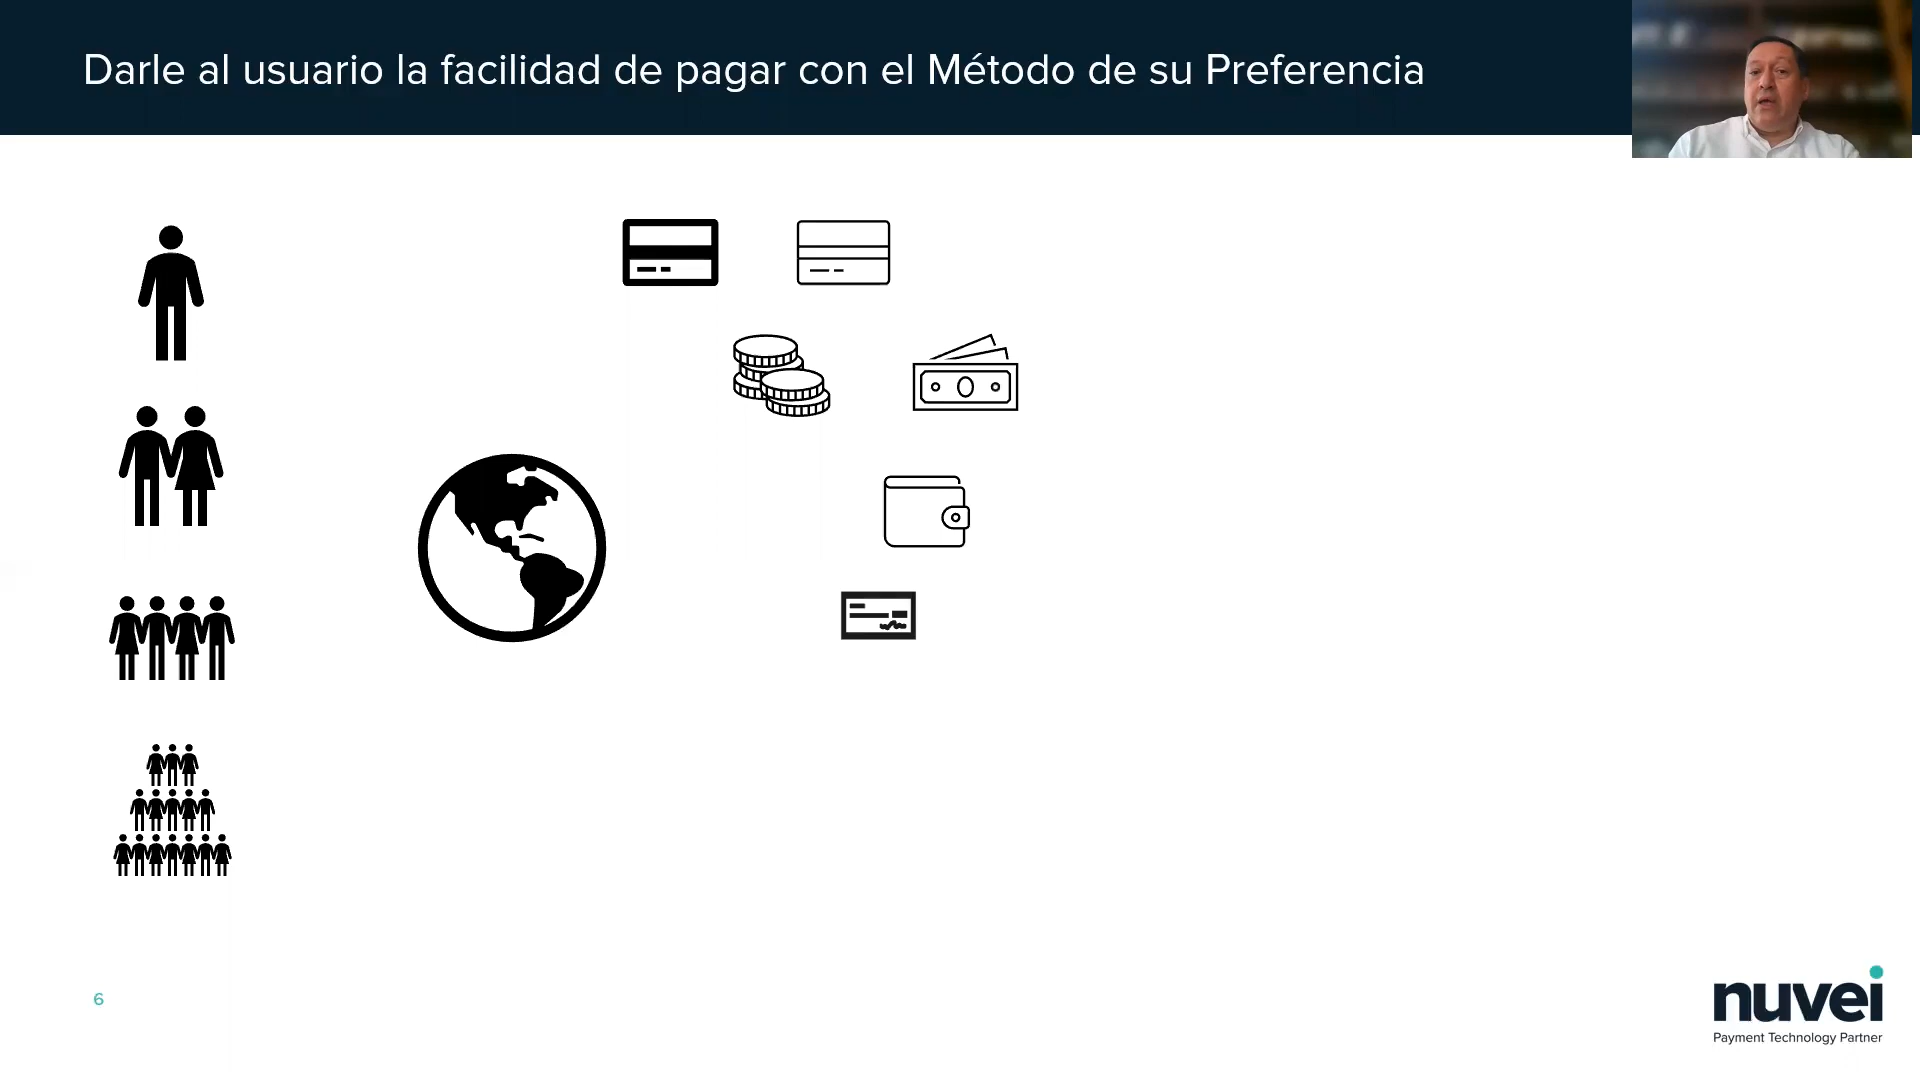 Darle al usuario la facilidad de pagar con el Método de su Preferencia
6
nuvei
Payment Technology Partner